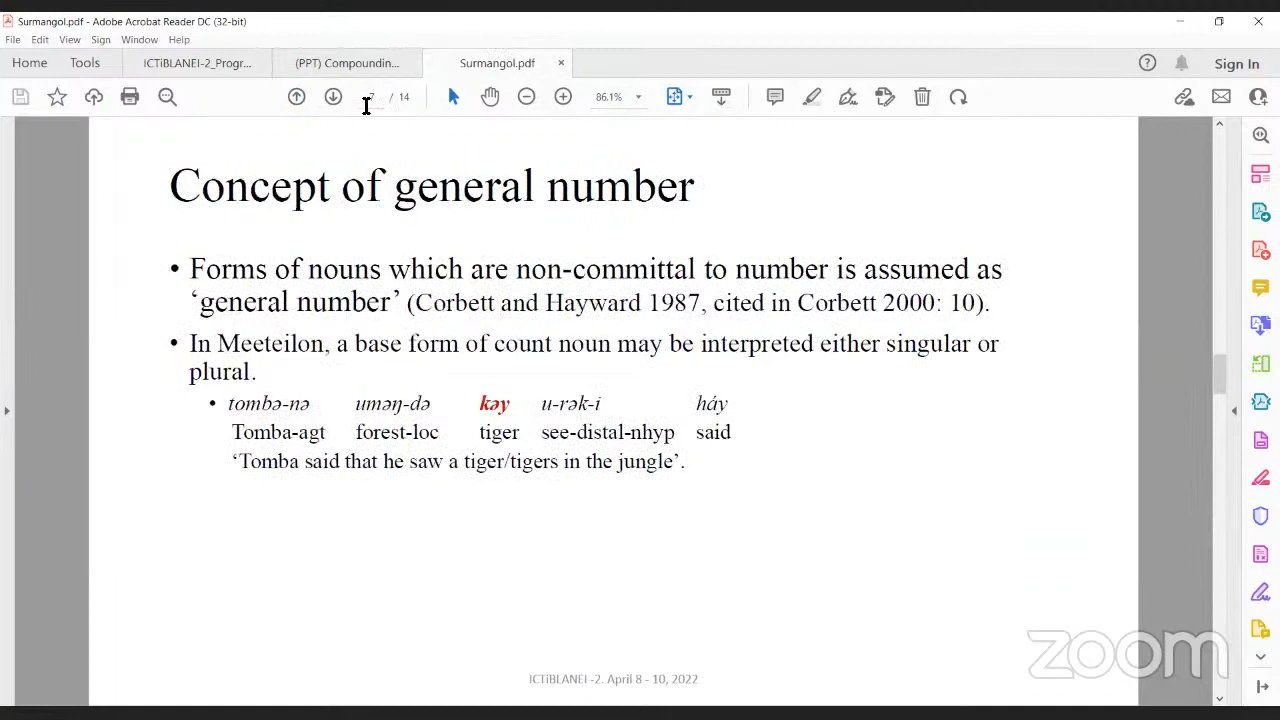 Surmangol.pdf - Adobe Acrobat Reader DC (32-bit)
File Edit View Sign Window Help
Home Tools ICTiBLANEI-2_Progr... (PPT) Compoundin... Surmangol.pdf × Sign In
7 / 14 86.1%
Concept of general number
• Forms of nouns which are non-committal to number is assumed as
‘general number’ (Corbett and Hayward 1987, cited in Corbett 2000: 10).
• In Meeteilon, a base form of count noun may be interpreted either singular or
plural.
• tombə-nə uməŋ-də kəy u-rək-i háy
Tomba-agt forest-loc tiger see-distal-nhyp said
‘Tomba said that he saw a tiger/tigers in the jungle’.
zoom
ICTiBLANEI -2. April 8 - 10, 2022